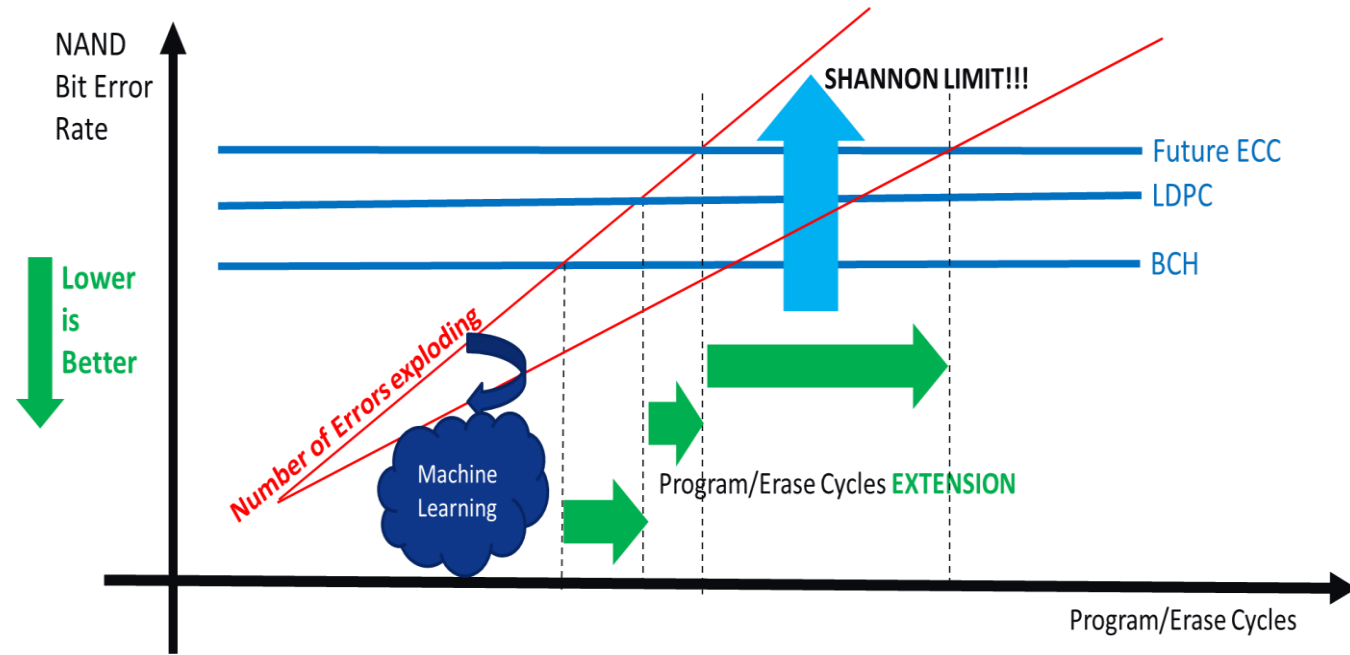 NAND
Bit Error
Rate
SHANNON LIMIT!!!
Future ECC
LDPC
BCH
Lower
is
Better
Number of Errors exploding
Machine
Learning
Program/Erase Cycles EXTENSION
Program/Erase Cycles